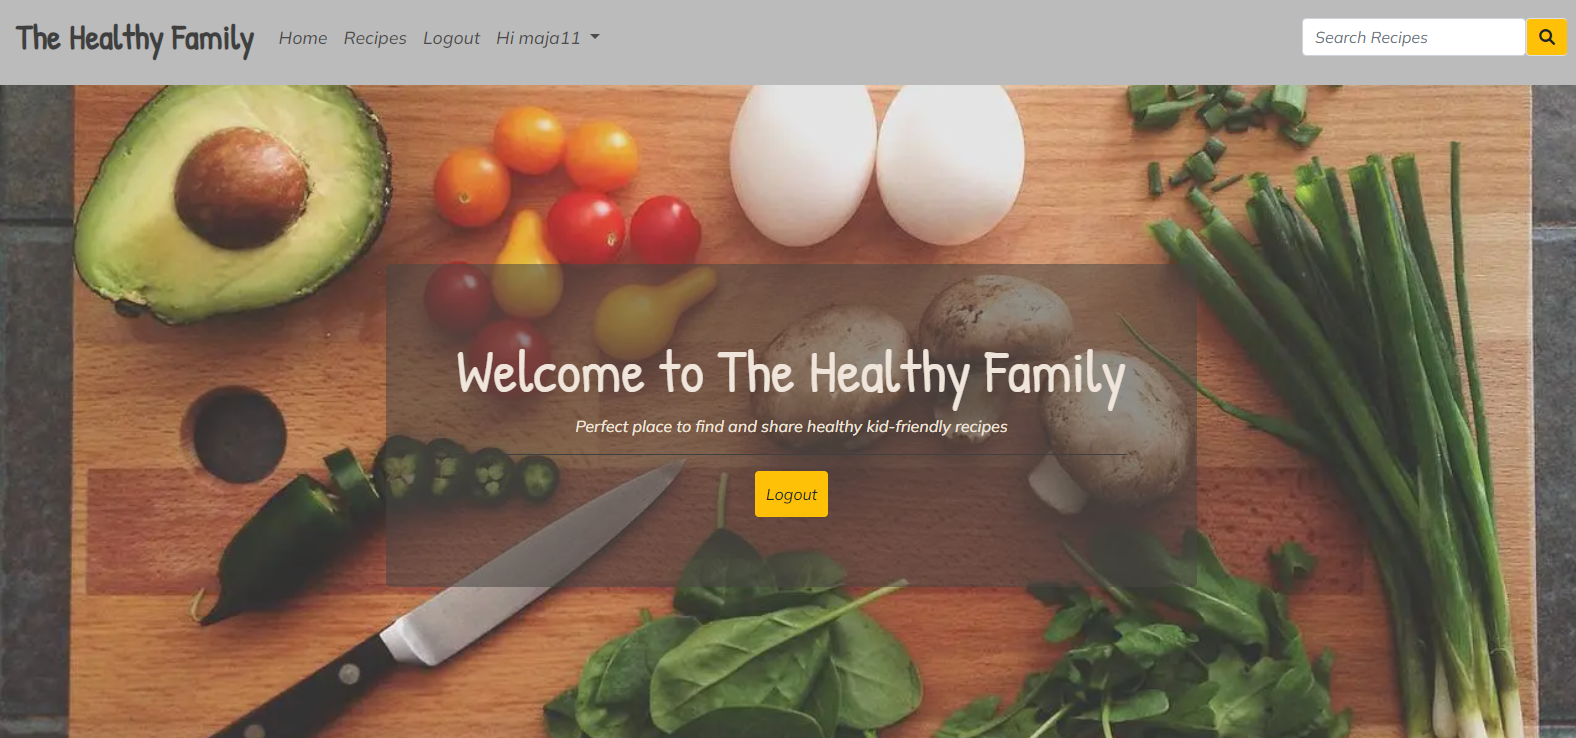 The Healthy Family Home Recipes Logout Hi maja11 Search Recipes
Welcome to The Healthy Family
Perfect place to find and share healthy kid-friendly recipes
Logout